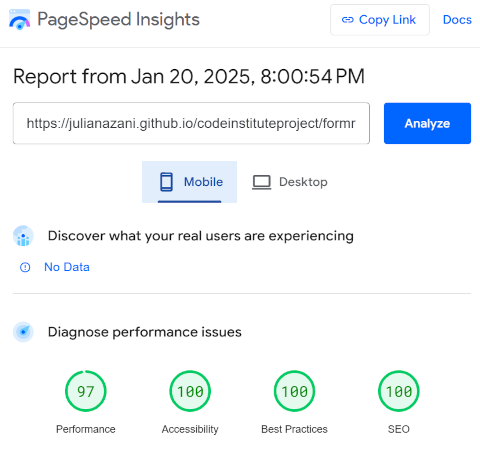 PageSpeed Insights
Copy Link
Docs
Report from Jan 20, 2025, 8:00:54 PM
https://julianazani.github.io/codeinstituteproject/formr
Analyze
Mobile
Desktop
Discover what your real users are experiencing
No Data
Diagnose performance issues
97
100
100
100
Performance
Accessibility
Best Practices
SEO